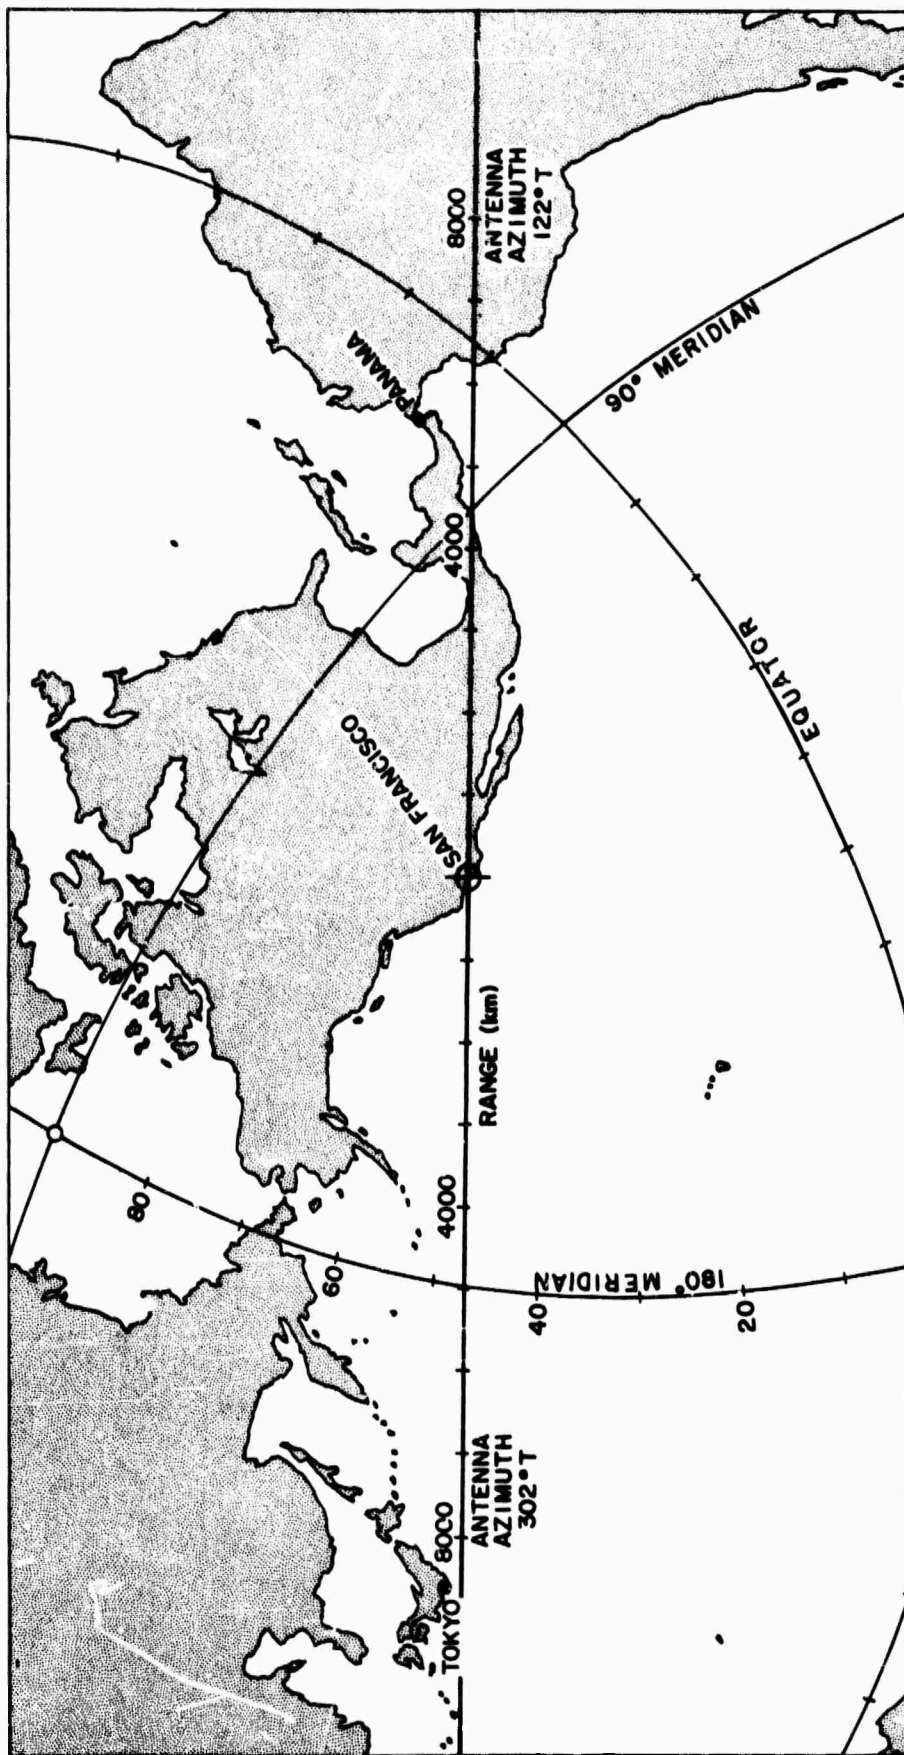 8000
ANTENNA
AZIMUTH
122°T
PANAMA
90° MERIDIAN
4000
EQUATOR
SAN FRANCISCO
RANGE (km)
80
4000
60
180° MERIDIAN
40
20
ANTENNA
AZIMUTH
302°T
8000
TOKYO